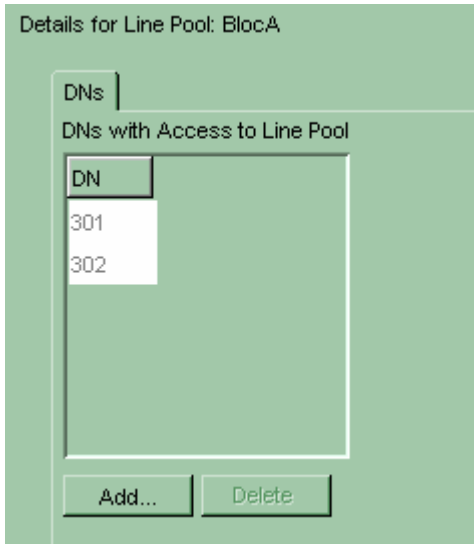 Details for Line Pool: BlocA
DNs
DNs with Access to Line Pool
DN
301
302
Add... Delete